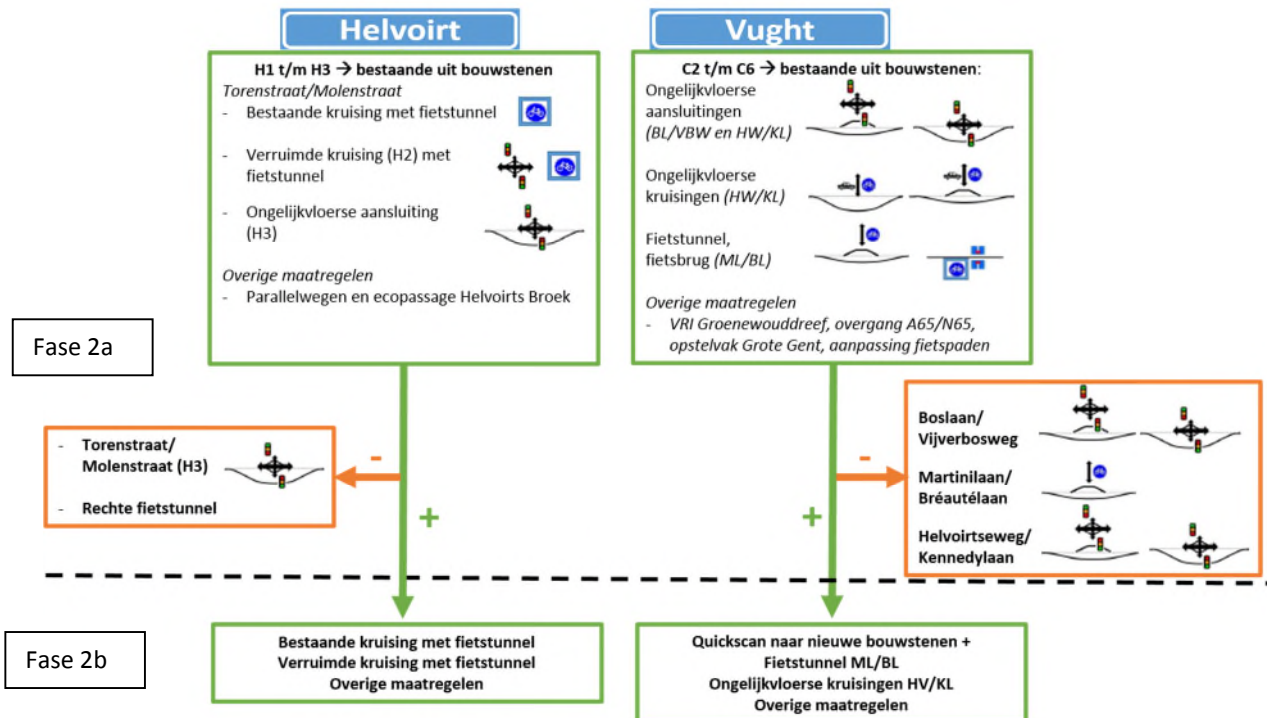 Helvoirt
H1 t/m H3 → bestaande uit bouwstenen
Torenstraat/Molenstraat
- Bestaande kruising met fietstunnel
- Verruimde kruising (H2) met
fietstunnel
- Ongelijkvloerse aansluiting
(H3)
Overige maatregelen
- Parallelwegen en ecopassage Helvoirts Broek
Vught
C2 t/m C6 → bestaande uit bouwstenen:
Ongelijkvloerse
aansluitingen
(BL/VBW en HW/KL)
Ongelijkvloerse
kruisingen (HW/KL)
Fietstunnel,
fietsbrug (ML/BL)
Overige maatregelen
- VRI Groenewouddreef, overgang A65/N65,
opstelvak Grote Gent, aanpassing fietspaden
Fase 2a
- Torenstraat/
Molenstraat (H3)
- Rechte fietstunnel
-
+
-
+
Boslaan/
Vijverbosweg
Martinilaan/
Bréautélaan
Helvoirtseweg/
Kennedylaan
Fase 2b
Bestaande kruising met fietstunnel
Verruimde kruising met fietstunnel
Overige maatregelen
Quickscan naar nieuwe bouwstenen +
Fietstunnel ML/BL
Ongelijkvloerse kruisingen HV/KL
Overige maatregelen